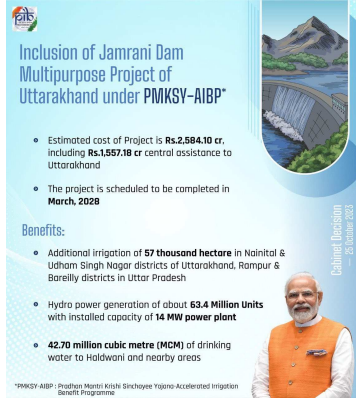 Inclusion of Jamrani Dam
Multipurpose Project of
Uttarakhand under PMKSY-AIBP*
Estimated cost of Project is Rs.2,584.10 cr,
including Rs.1,557.18 cr central assistance to
Uttarakhand
The project is scheduled to be completed in
March, 2028
Benefits:
Additional irrigation of 57 thousand hectare in Nainital &
Udham Singh Nagar districts of Uttarakhand, Rampur &
Bareilly districts in Uttar Pradesh
Hydro power generation of about 63.4 Million Units
with installed capacity of 14 MW power plant
42.70 million cubic metre (MCM) of drinking
water to Haldwani and nearby areas
Cabinet Decision
25 October 2023
*PMKSY-AIBP : Pradhan Mantri Krishi Sinchayee Yojana-Accelerated Irrigation
Benefit Programme